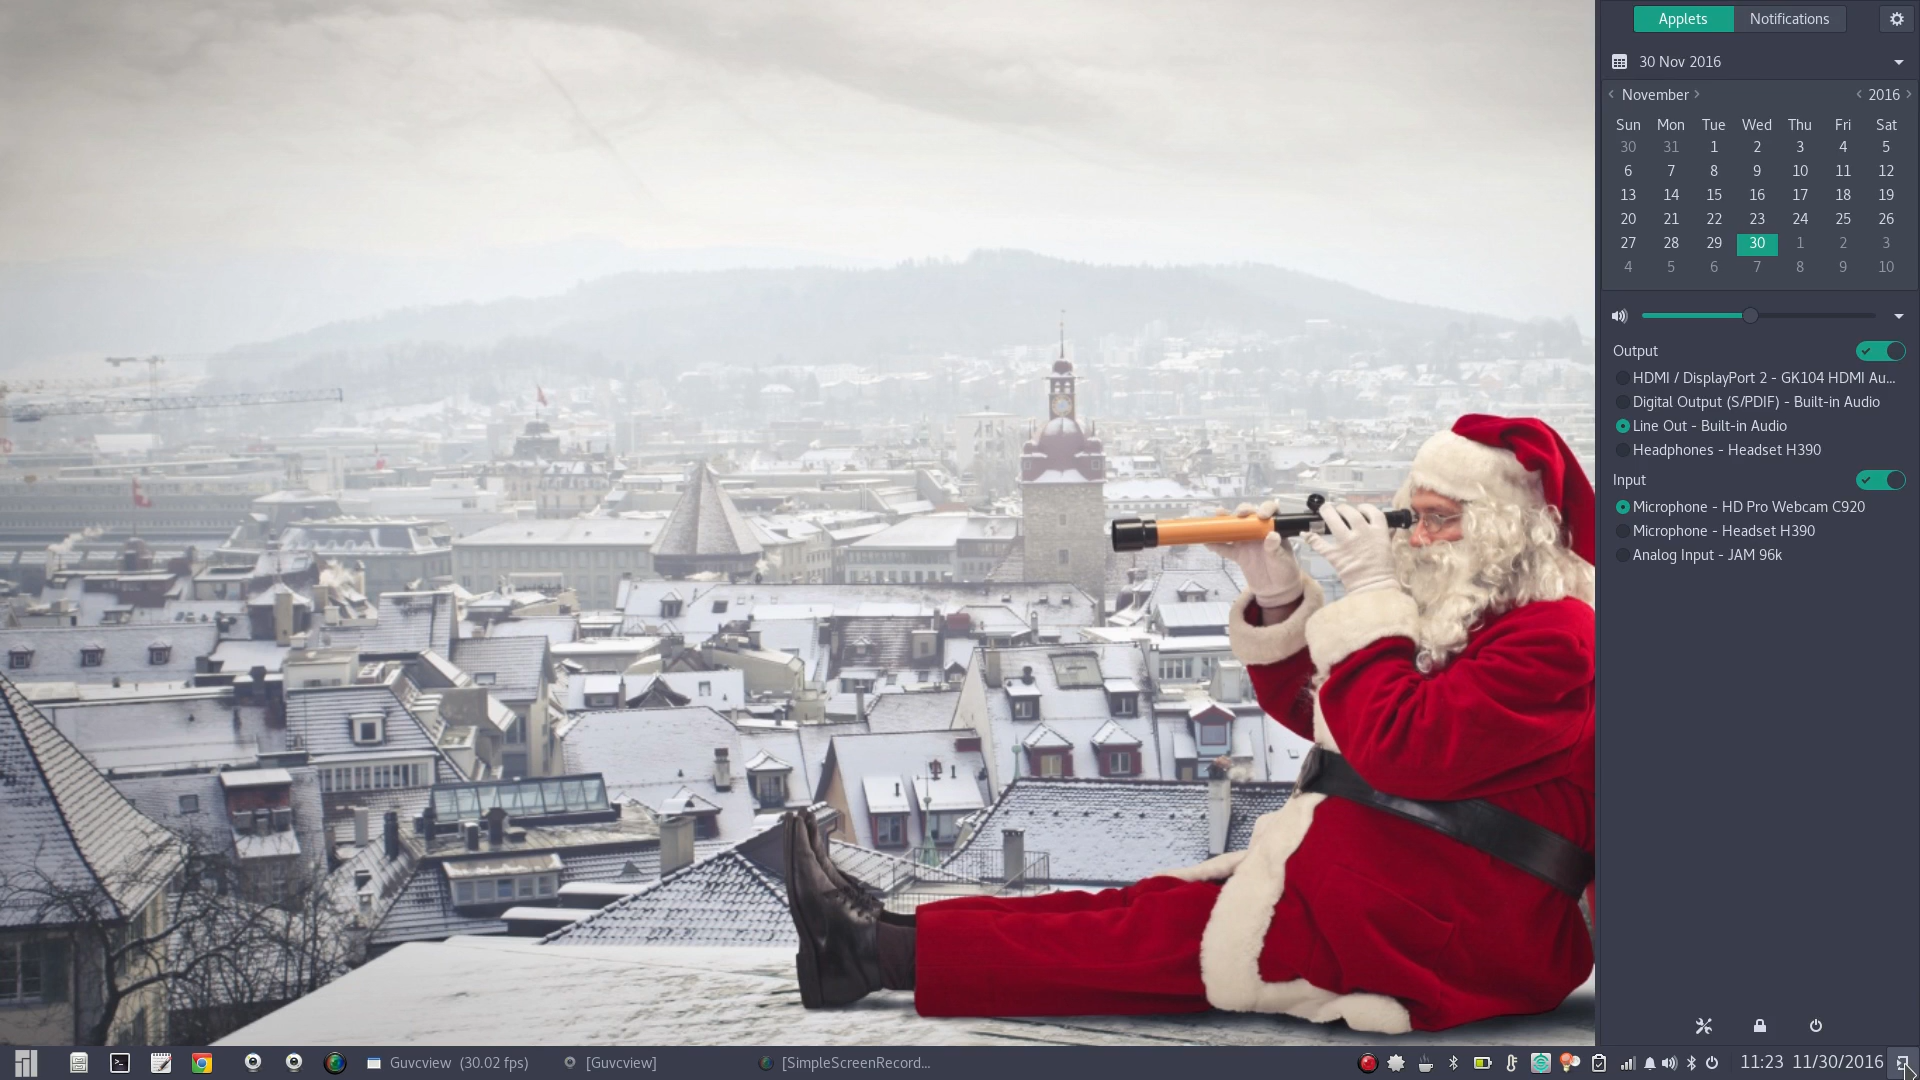 Applets Notifications
30 Nov 2016
November 2016
Sun Mon Tue Wed Thu Fri Sat
30 31 1 2 3 4 5
6 7 8 9 10 11 12
13 14 15 16 17 18 19
20 21 22 23 24 25 26
27 28 29 30 1 2 3
4 5 6 7 8 9 10
Output
HDMI / DisplayPort 2 - GK104 HDMI Au...
Digital Output (S/PDIF) - Built-in Audio
Line Out - Built-in Audio
Headphones - Headset H390
Input
Microphone - HD Pro Webcam C920
Microphone - Headset H390
Analog Input - JAM 96k
Guvcview (30.02 fps) [Guvcview] [SimpleScreenRecord... 11:23 11/30/2016